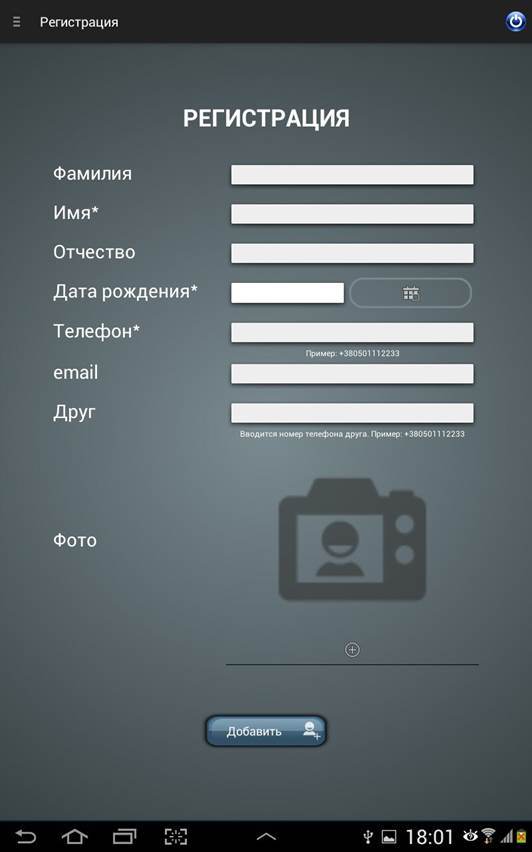 Регистрация
РЕГИСТРАЦИЯ
Фамилия
Имя*
Отчество
Дата рождения*
Телефон*
Пример: +380501112233
email
Друг
Вводится номер телефона друга. Пример: +380501112233
Фото
Добавить
18:01